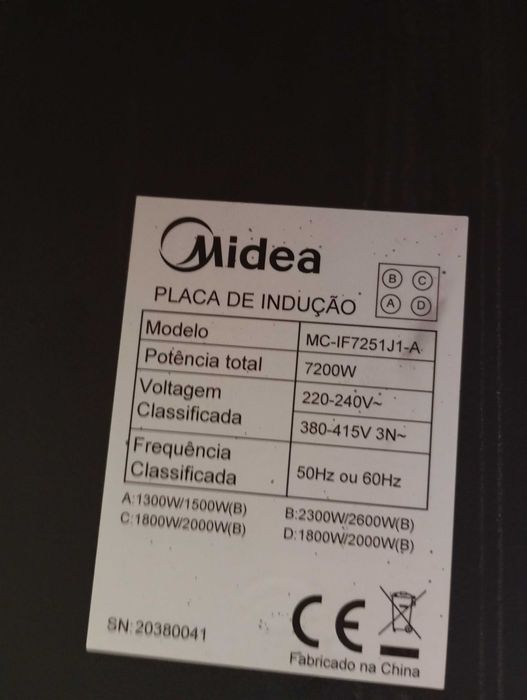 Midea
B C
A D
PLACA DE INDUÇÃO
Modelo MC-IF7251J1-A
Potência total 7200W
Voltagem Classificada 220-240V~
380-415V 3N~
Frequência Classificada 50Hz ou 60Hz
A:1300W/1500W(B) B:2300W/2600W(B)
C:1800W/2000W(B) D:1800W/2000W(B)
SN:20380041
CE
Fabricado na China